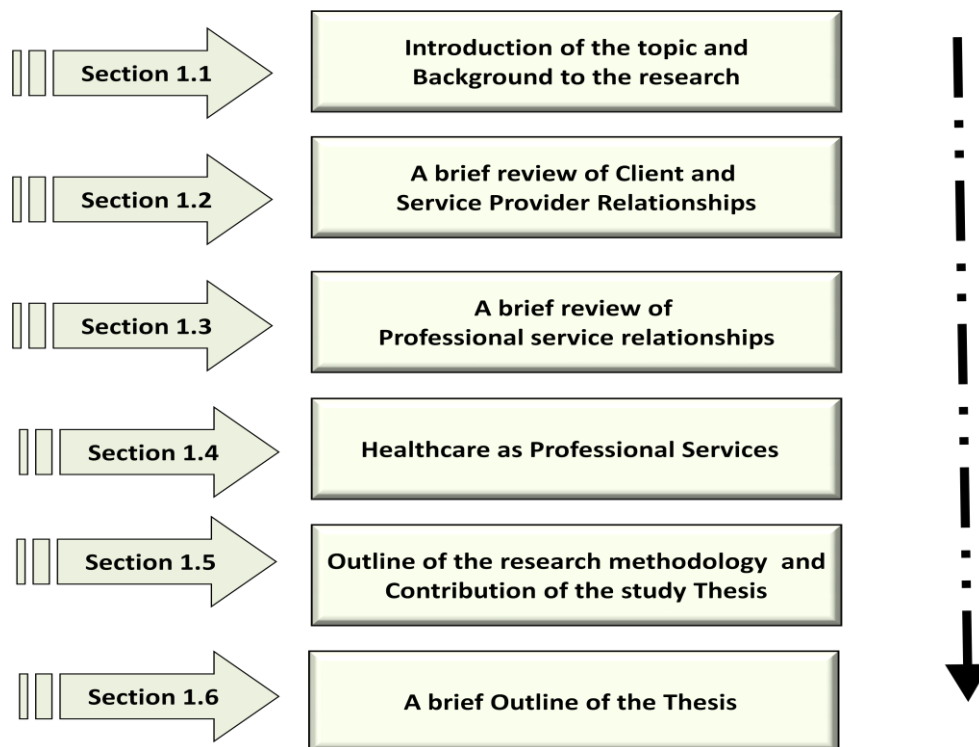 Section 1.1
Introduction of the topic and
Background to the research
Section 1.2
A brief review of Client and
Service Provider Relationships
Section 1.3
A brief review of
Professional service relationships
Section 1.4
Healthcare as Professional Services
Section 1.5
Outline of the research methodology and
Contribution of the study Thesis
Section 1.6
A brief Outline of the Thesis